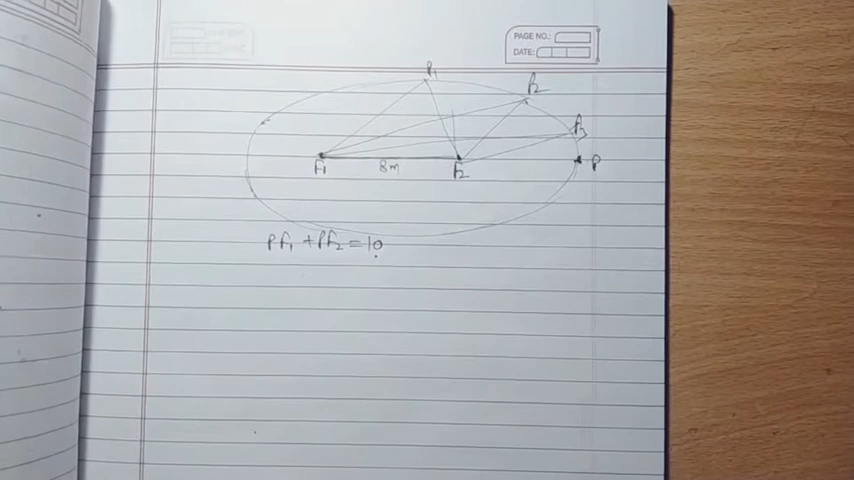 PAGE NO.:
DATE:
P1
P2
P3
F1 8m F2 P
PF1 + PF2 = 10